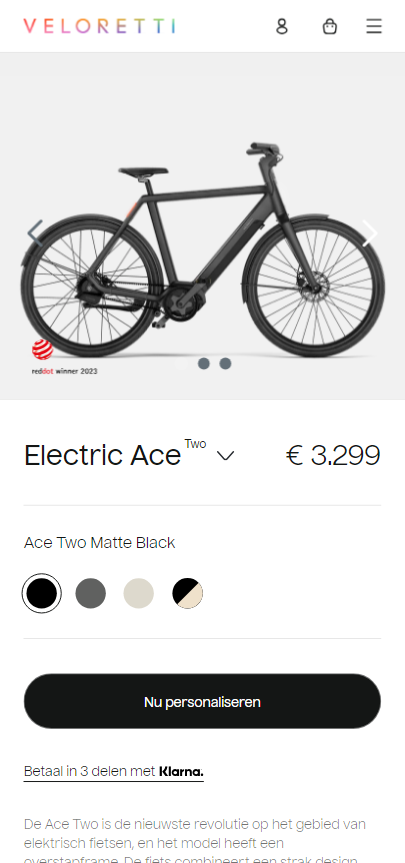 VELORETTI
reddot winner 2023
Electric Ace Two
€ 3.299
Ace Two Matte Black
Nu personaliseren
Betaal in 3 delen met Klarna.
De Ace Two is de nieuwste revolutie op het gebied van
elektrisch fietsen, en het model heeft een
overstapframe. De fiets combineert een strak design